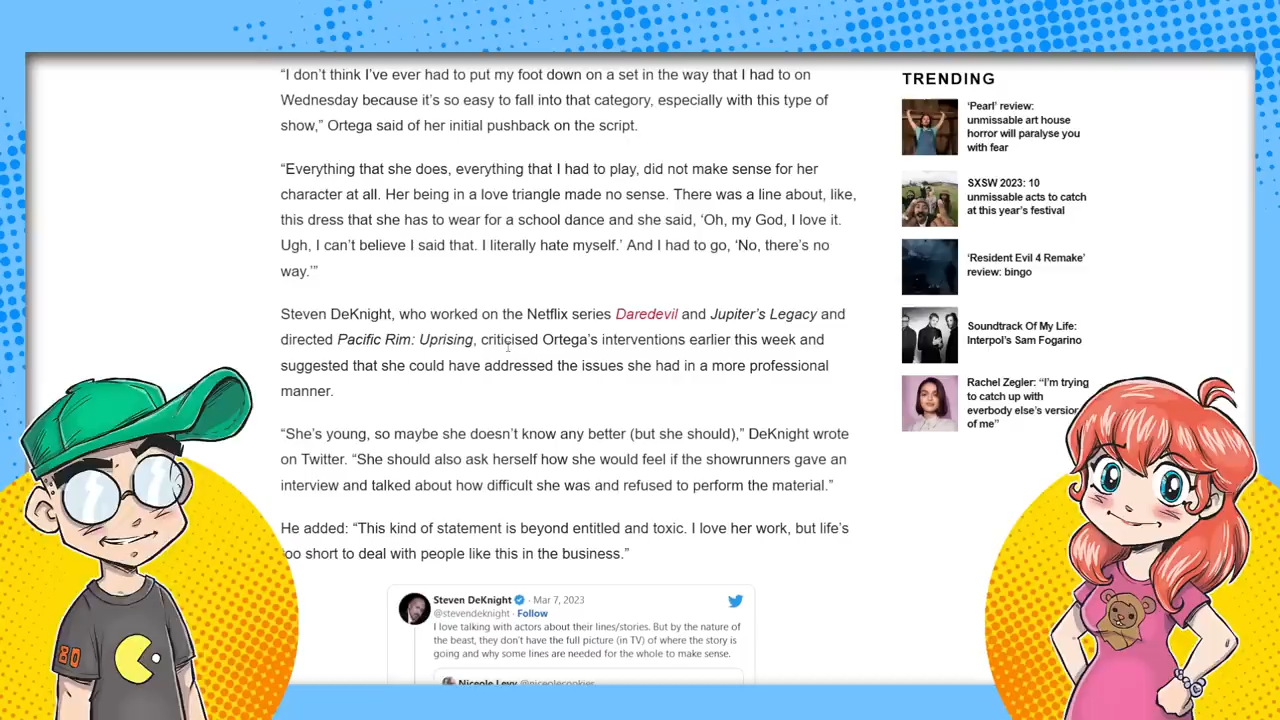 “I don’t think I’ve ever had to put my foot down on a set in the way that I had to on
Wednesday because it’s so easy to fall into that category, especially with this type of
show,” Ortega said of her initial pushback on the script.
“Everything that she does, everything that I had to play, did not make sense for her
character at all. Her being in a love triangle made no sense. There was a line about, like,
this dress that she has to wear for a school dance and she said, ‘Oh, my God, I love it.
Ugh, I can’t believe I said that. I literally hate myself.’ And I had to go, ‘No, there’s no
way.’”
Steven DeKnight, who worked on the Netflix series Daredevil and Jupiter’s Legacy and
directed Pacific Rim: Uprising, criticised Ortega’s interventions earlier this week and
suggested that she could have addressed the issues she had in a more professional
manner.
“She’s young, so maybe she doesn’t know any better (but she should),” DeKnight wrote
on Twitter. “She should also ask herself how she would feel if the showrunners gave an
interview and talked about how difficult she was and refused to perform the material.”
He added: “This kind of statement is beyond entitled and toxic. I love her work, but life’s
too short to deal with people like this in the business.”
Steven DeKnight · Mar 7, 2023
@stevendeknight · Follow
I love talking with actors about their lines/stories. But by the nature of
the beast, they don’t have the full picture (in TV) of where the story is
going and why some lines are needed for the whole to make sense.
Niceole Levy @niceolecookies
TRENDING
‘Pearl’ review:
unmissable art house
horror will paralyse you
with fear
SXSW 2023: 10
unmissable acts to catch
at this year’s festival
‘Resident Evil 4 Remake’
review: bingo
Soundtrack Of My Life:
Interpol’s Sam Fogarino
Rachel Zegler: “I’m trying
to catch up with
everbody else’s version
of me”
80